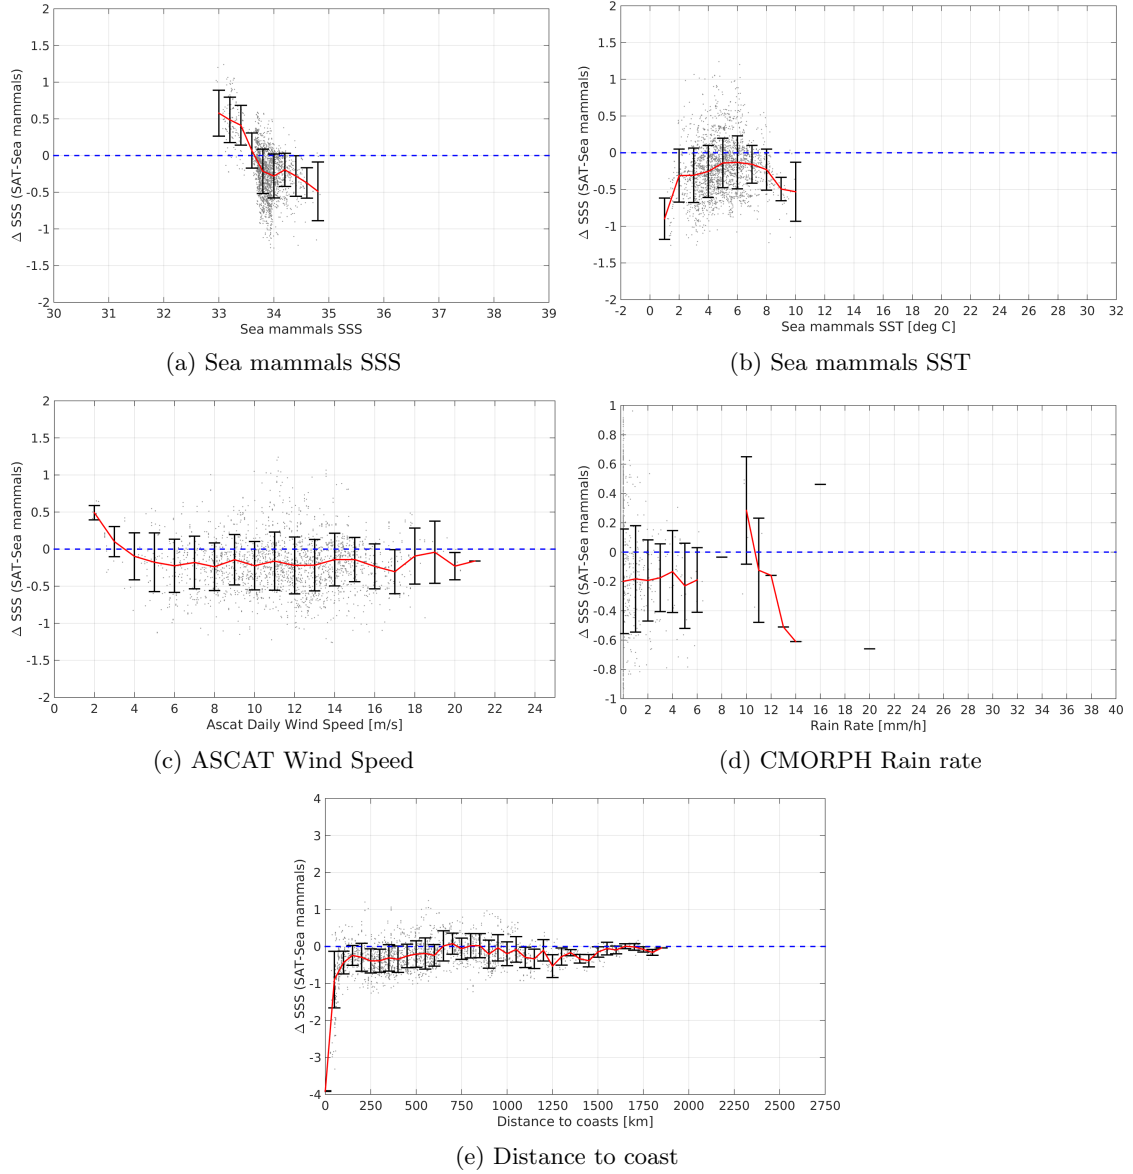 2
1.5
1
0.5
0
-0.5
-1
-1.5
-2
Δ SSS (SAT-Sea mammals)
30 31 32 33 34 35 36 37 38 39
Sea mammals SSS
(a) Sea mammals SSS
2
1.5
1
0.5
0
-0.5
-1
-1.5
-2
Δ SSS (SAT-Sea mammals)
-2 0 2 4 6 8 10 12 14 16 18 20 22 24 26 28 30 32
Sea mammals SST [deg C]
(b) Sea mammals SST
2
1.5
1
0.5
0
-0.5
-1
-1.5
-2
Δ SSS (SAT-Sea mammals)
0 2 4 6 8 10 12 14 16 18 20 22 24
Ascat Daily Wind Speed [m/s]
(c) ASCAT Wind Speed
1
0.8
0.6
0.4
0.2
0
-0.2
-0.4
-0.6
-0.8
-1
Δ SSS (SAT-Sea mammals)
0 2 4 6 8 10 12 14 16 18 20 22 24 26 28 30 32 34 36 38 40
Rain Rate [mm/h]
(d) CMORPH Rain rate
4
3
2
1
0
-1
-2
-3
-4
Δ SSS (SAT-Sea mammals)
0 250 500 750 1000 1250 1500 1750 2000 2250 2500 2750
Distance to coasts [km]
(e) Distance to coast